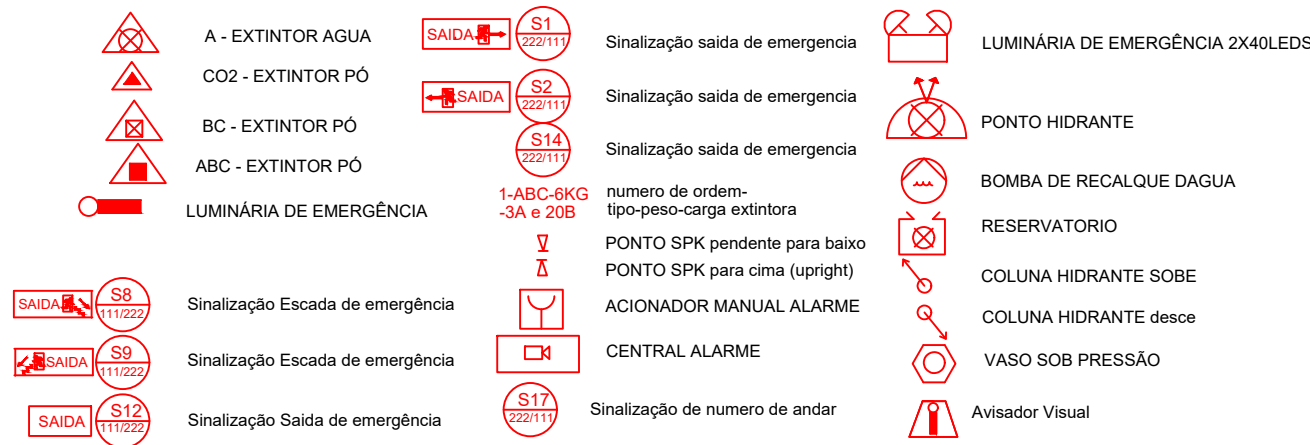 A - EXTINTOR AGUA
CO2 - EXTINTOR PÓ
BC - EXTINTOR PÓ
ABC - EXTINTOR PÓ
LUMINÁRIA DE EMERGÊNCIA
SAIDA
S8
111/222
Sinalização Escada de emergência
SAIDA
S9
111/222
Sinalização Escada de emergência
SAIDA
S12
111/222
Sinalização Saida de emergência
SAIDA
S1
222/111
Sinalização saida de emergencia
SAIDA
S2
222/111
Sinalização saida de emergencia
S14
222/111
Sinalização saida de emergencia
1-ABC-6KG
-3A e 20B
numero de ordem-
tipo-peso-carga extintora
PONTO SPK pendente para baixo
PONTO SPK para cima (upright)
ACIONADOR MANUAL ALARME
CENTRAL ALARME
S17
222/111
Sinalização de numero de andar
LUMINÁRIA DE EMERGÊNCIA 2X40LEDS
PONTO HIDRANTE
BOMBA DE RECALQUE DAGUA
RESERVATORIO
COLUNA HIDRANTE SOBE
COLUNA HIDRANTE desce
VASO SOB PRESSÃO
Avisador Visual